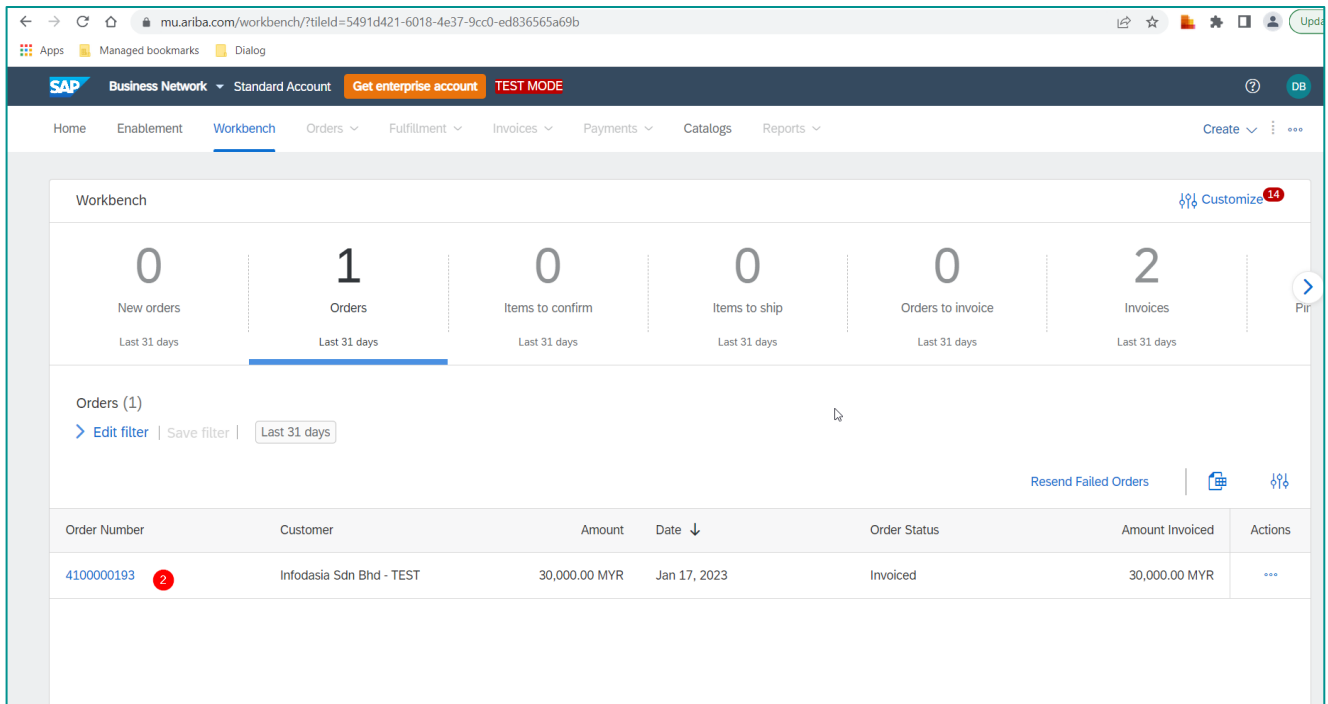 mu.ariba.com/workbench/?tileId=5491d421-6018-4e37-9cc0-ed836565a69b Upda
Apps Managed bookmarks Dialog
SAP Business Network Standard Account Get enterprise account TEST MODE DB
Home Enablement Workbench Orders Fulfillment Invoices Payments Catalogs Reports Create
Workbench Customize 14
0 1 0 0 0 2
New orders Orders Items to confirm Items to ship Orders to invoice Invoices Pin
Last 31 days Last 31 days Last 31 days Last 31 days Last 31 days Last 31 days
Orders (1)
Edit filter | Save filter | Last 31 days
Resend Failed Orders
Order Number Customer Amount Date ↓ Order Status Amount Invoiced Actions
4100000193 2 Infodasia Sdn Bhd - TEST 30,000.00 MYR Jan 17, 2023 Invoiced 30,000.00 MYR